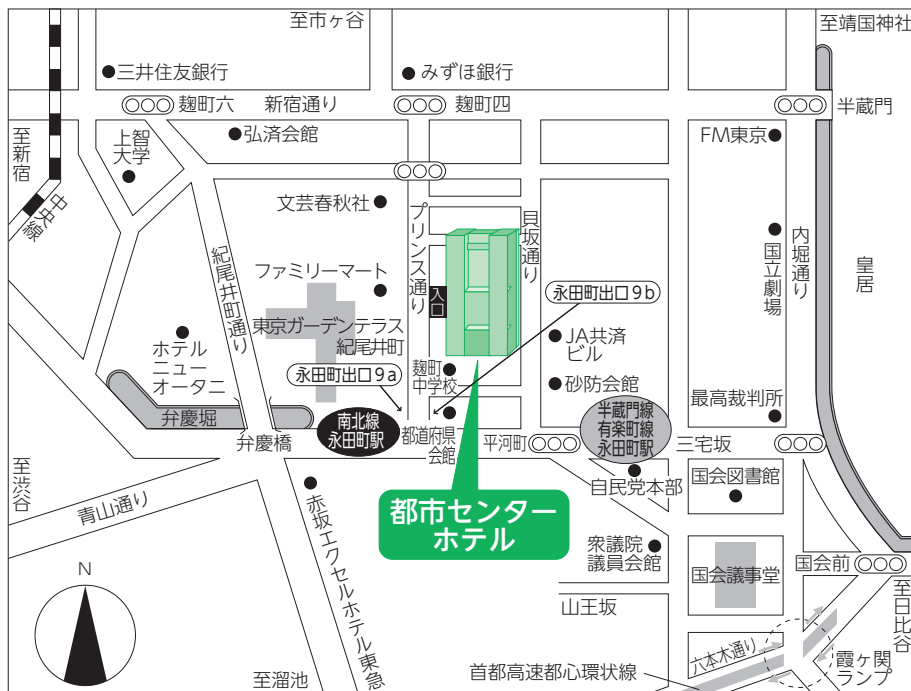 至市ヶ谷
至靖国神社
三井住友銀行
みずほ銀行
麹町六
新宿通り
麹町四
半蔵門
至新宿
上智
大学
弘済会館
FM東京
中央線
文芸春秋社
プリンス通り
貝坂通り
国立劇場
内堀通り
皇居
紀尾井町通り
ファミリーマート
入口
永田町出口9b
東京ガーデンテラス
紀尾井町
ホテル
ニュー
オータニ
JA共済
ビル
麹町
中学校
永田町出口9a
砂防会館
最高裁判所
弁慶堀
弁慶橋
南北線
永田町駅
都道府県
会館
平河町
半蔵門線
有楽町線
永田町駅
三宅坂
至渋谷
青山通り
赤坂エクセルホテル東急
自民党本部
国会図書館
都市センター
ホテル
衆議院
議員会館
国会議事堂
国会前
N
山王坂
至日比谷
六本木通り
霞ヶ関
ランプ
首都高速都心環状線
至溜池